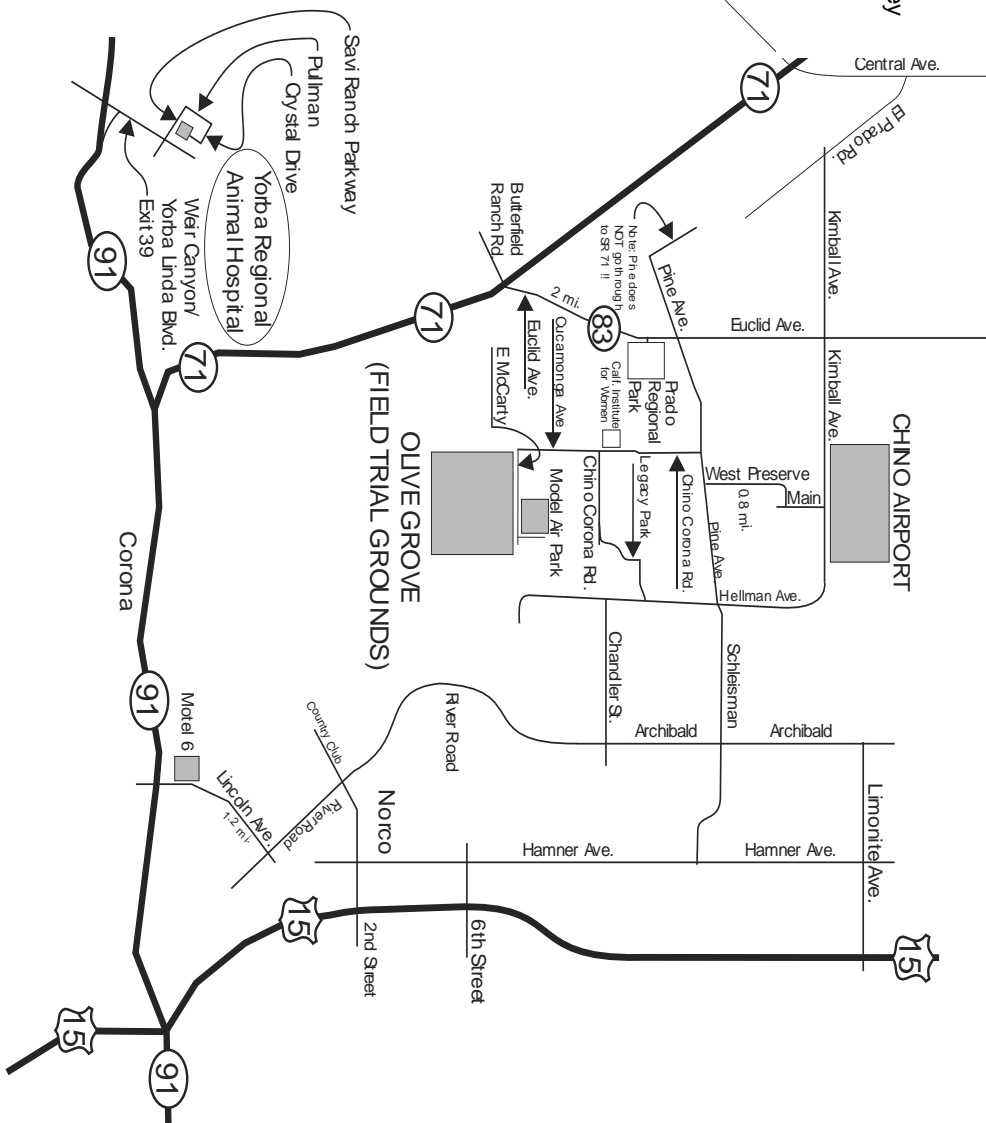 ey
Central Ave.
71
El Prado Rd.
Kimball Ave.
Euclid Ave.
Kimball Ave.
CHINO AIRPORT
Savi Ranch Parkway
Pullman
Crystal Drive
Yorba Regional
Animal Hospital
Weir Canyon/
Yorba Linda Blvd.
Exit 39
91
71
71
Butterfield
Ranch Rd.
Note: Pine does
NOT go through
to SR 71 !!
Pine Ave.
2 mi.
83
Euclid Ave.
Cucamonga Ave
E McCarty
Prado
Regional
Park
Calf. Institute
for Women
West Preserve
Main
0.8 mi.
Pine Ave
Chino Corona Rd.
Legacy Park
Chino Corona Rd.
Model Air Park
OLIVE GROVE
(FIELD TRIAL GROUNDS)
Hellman Ave.
Corona
Chandler St.
Schleisman
Archibald
Archibald
River Road
Country Club
91
Motel 6
Lincoln Ave.
1.2 mi.
River Road
Norco
Hamner Ave.
Hamner Ave.
Limonite Ave.
15
2nd Street
6th Street
15
15
91